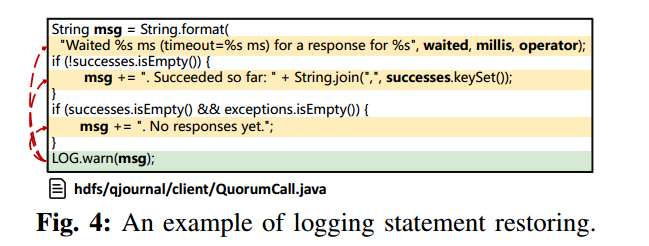 String msg = String.format(
"Waited %s ms (timeout=%s ms) for a response for %s", waited, millis, operator);
if (!successes.isEmpty()) {
msg += ". Succeeded so far: " + String.join(",", successes.keySet());
}
if (successes.isEmpty() && exceptions.isEmpty()) {
msg += ". No responses yet.";
}
LOG.warn(msg);
hdfs/qjournal/client/QuorumCall.java
Fig. 4: An example of logging statement restoring.